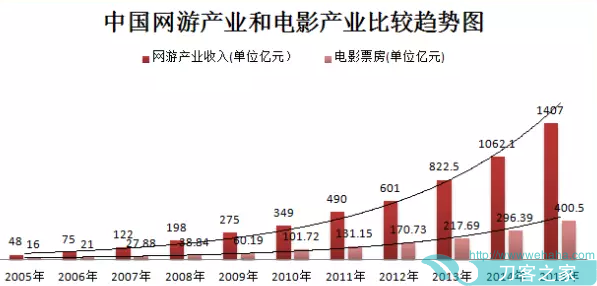 中国网游产业和电影产业比较趋势图
网游产业收入(单位亿元) 电影票房(单位亿元)
48 16 75 21 122 27.88 198 38.84 275 60.19 349 101.72 490 131.15 601 170.73 822.5 217.69 1062.1 296.39 1407 400.5
2005年 2006年 2007年 2008年 2009年 2010年 2011年 2012年 2013年
刀客之家